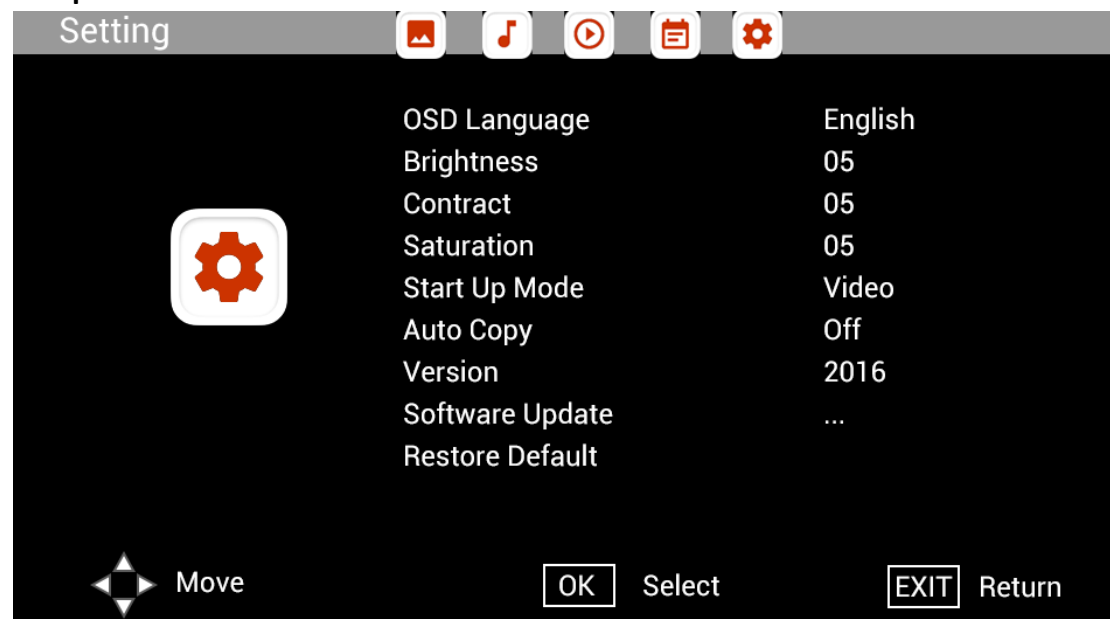 Setting
OSD Language English
Brightness 05
Contract 05
Saturation 05
Start Up Mode Video
Auto Copy Off
Version 2016
Software Update ...
Restore Default
Move OK Select EXIT Return